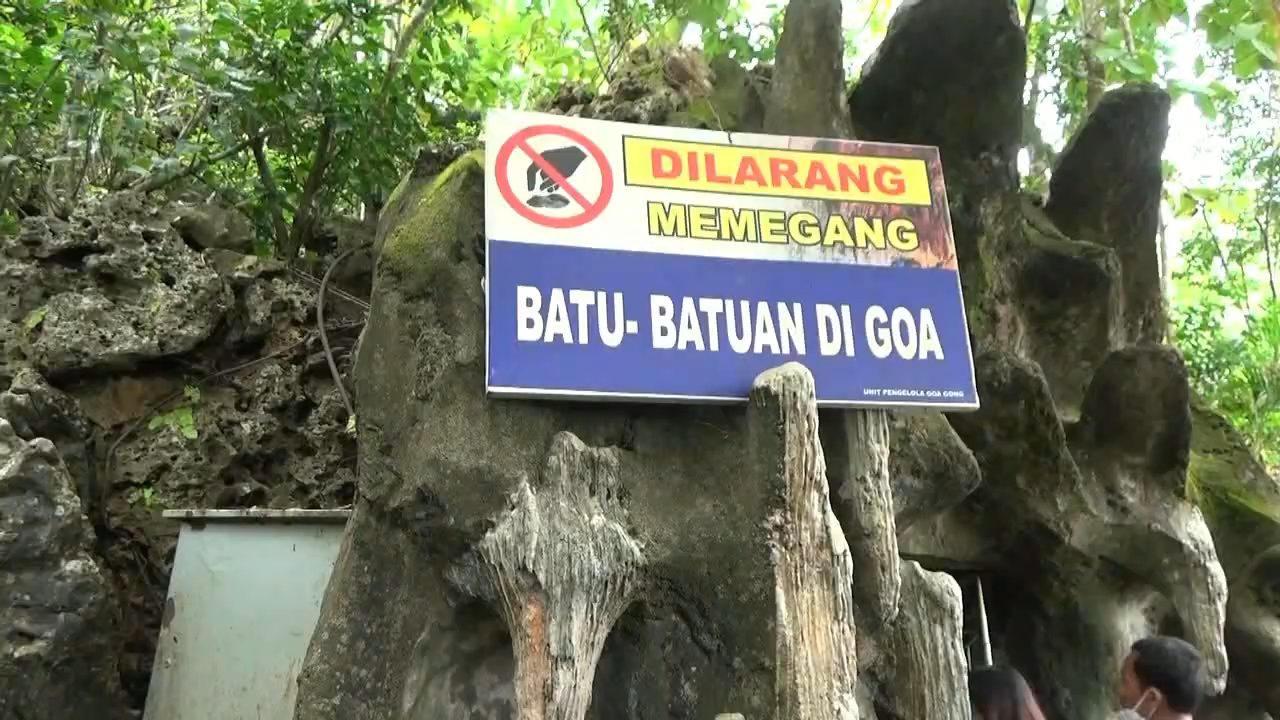 DILARANG
MEMEGANG
BATU- BATUAN DI GOA
UNIT PENGELOLA GOA GONG